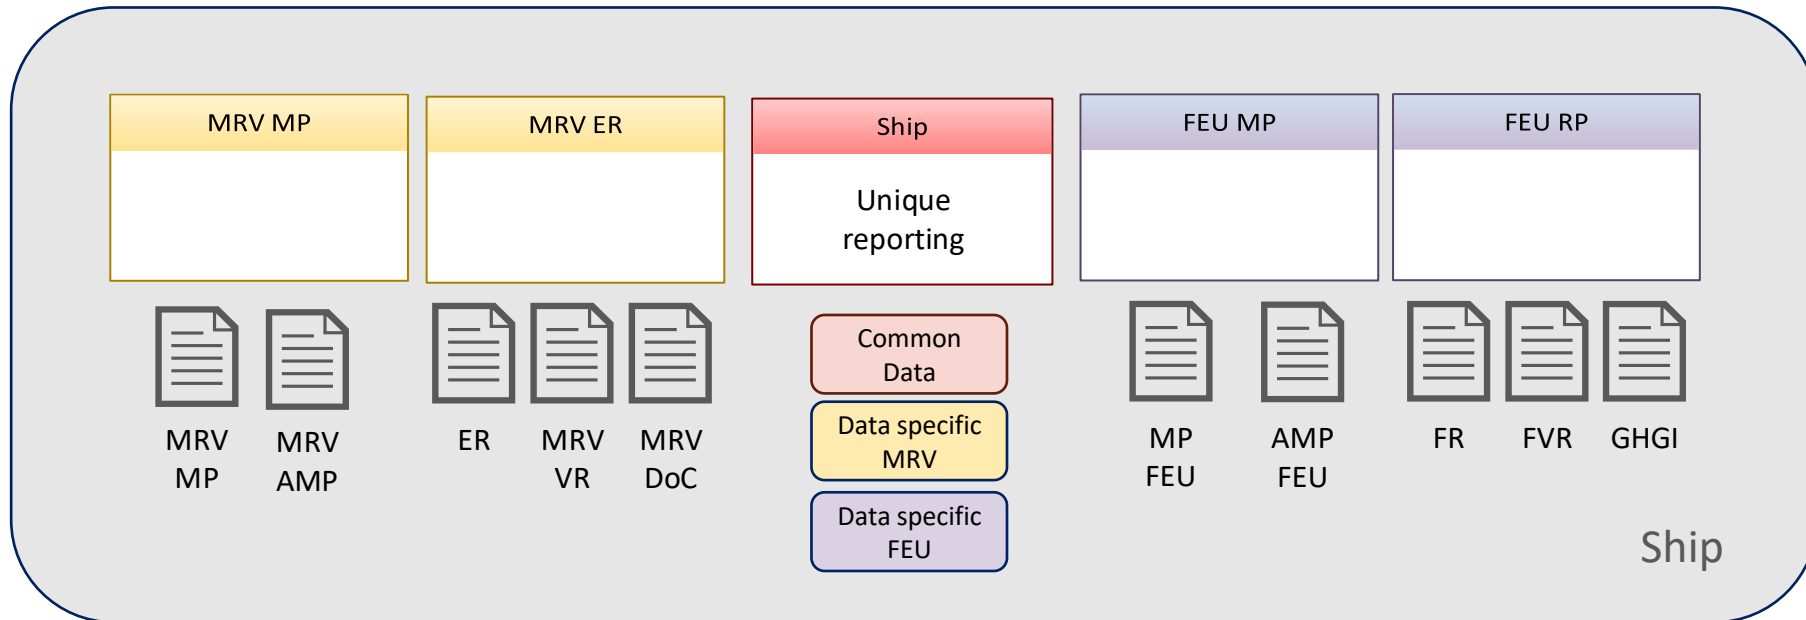 MRV MP
MRV ER
Ship
Unique
reporting
FEU MP
FEU RP
MRV
MP
MRV
AMP
ER
MRV
VR
MRV
DoC
Common
Data
Data specific
MRV
Data specific
FEU
MP
FEU
AMP
FEU
FR
FVR
GHGI
Ship